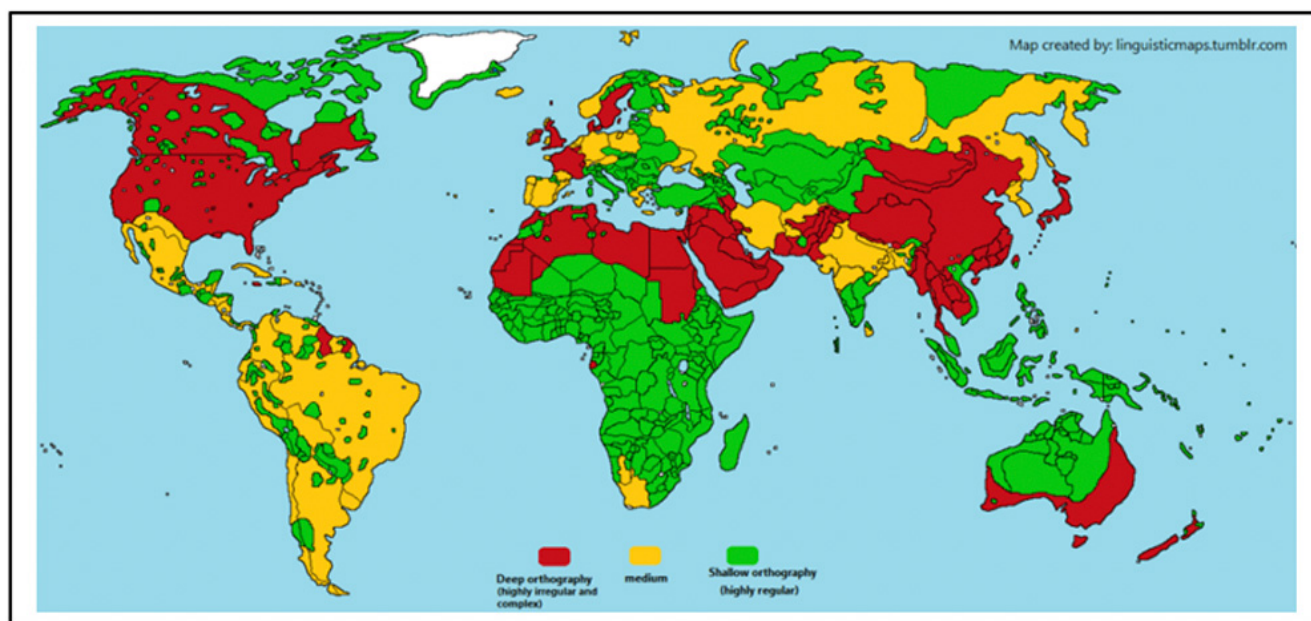 Map created by: linguisticmaps.tumblr.com
Deep orthography
(highly irregular and
complex)
medium
Shallow orthography
(highly regular)